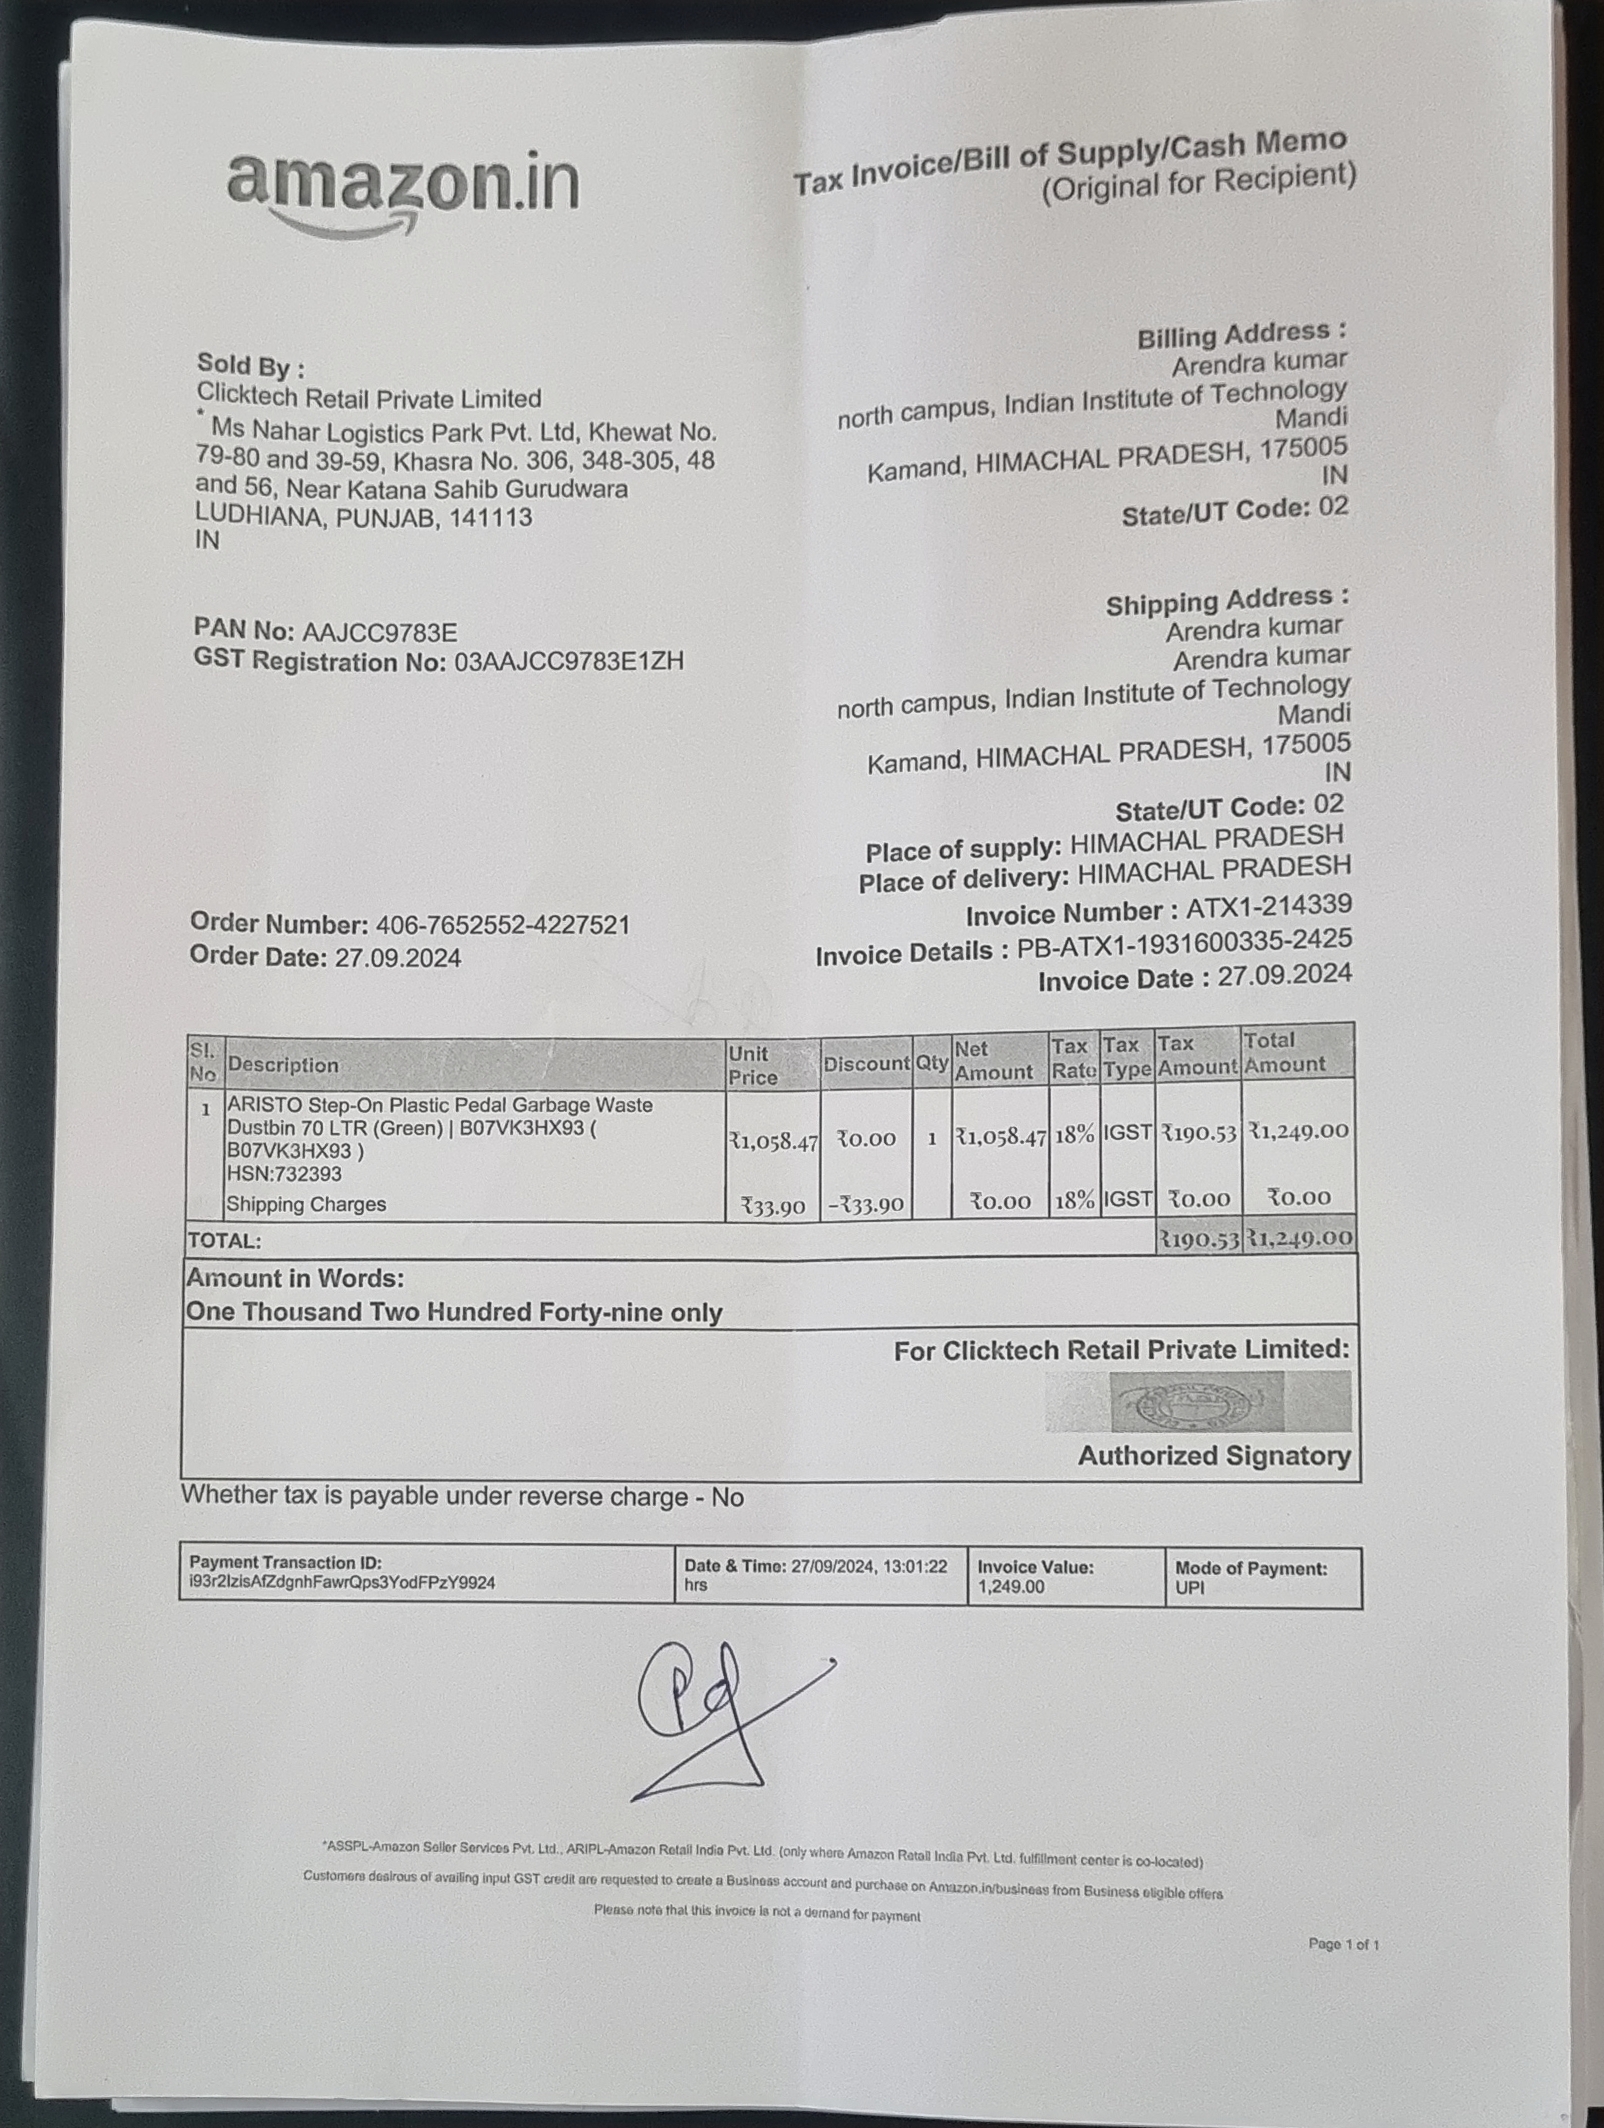 amazon.in
Tax Invoice/Bill of Supply/Cash Memo
(Original for Recipient)
Sold By :
Clicktech Retail Private Limited
* Ms Nahar Logistics Park Pvt. Ltd, Khewat No.
79-80 and 39-59, Khasra No. 306, 348-305, 48
and 56, Near Katana Sahib Gurudwara
LUDHIANA, PUNJAB, 141113
IN
PAN No: AAJCC9783E
GST Registration No: 03AAJCC9783E1ZH
Billing Address :
Arendra kumar
north campus, Indian Institute of Technology
Mandi
Kamand, HIMACHAL PRADESH, 175005
IN
State/UT Code: 02
Shipping Address :
Arendra kumar
Arendra kumar
north campus, Indian Institute of Technology
Mandi
Kamand, HIMACHAL PRADESH, 175005
IN
State/UT Code: 02
Place of supply: HIMACHAL PRADESH
Place of delivery: HIMACHAL PRADESH
Order Number: 406-7652552-4227521
Order Date: 27.09.2024
Invoice Number : ATX1-214339
Invoice Details : PB-ATX1-1931600335-2425
Invoice Date : 27.09.2024
Sl. No Description Unit Price Discount Qty Net Amount Tax Rate Tax Type Tax Amount Total Amount
1 ARISTO Step-On Plastic Pedal Garbage Waste
Dustbin 70 LTR (Green) | B07VK3HX93 (
B07VK3HX93 )
HSN:732393
₹1,058.47 ₹0.00 1 ₹1,058.47 18% IGST ₹190.53 ₹1,249.00
Shipping Charges ₹33.90 -₹33.90 ₹0.00 18% IGST ₹0.00 ₹0.00
TOTAL: ₹190.53 ₹1,249.00
Amount in Words:
One Thousand Two Hundred Forty-nine only
For Clicktech Retail Private Limited:
Authorized Signatory
Whether tax is payable under reverse charge - No
Payment Transaction ID:
i93r2IzisAfZdgnhFawrQps3YodFPzY9924
Date & Time: 27/09/2024, 13:01:22
hrs
Invoice Value:
1,249.00
Mode of Payment:
UPI
*ASSPL-Amazon Seller Services Pvt. Ltd., ARIPL-Amazon Retail India Pvt. Ltd. (only where Amazon Retail India Pvt. Ltd. fulfillment center is co-located)
Customers desirous of availing input GST credit are requested to create a Business account and purchase on Amazon.in/business from Business eligible offers
Please note that this invoice is not a demand for payment
Page 1 of 1